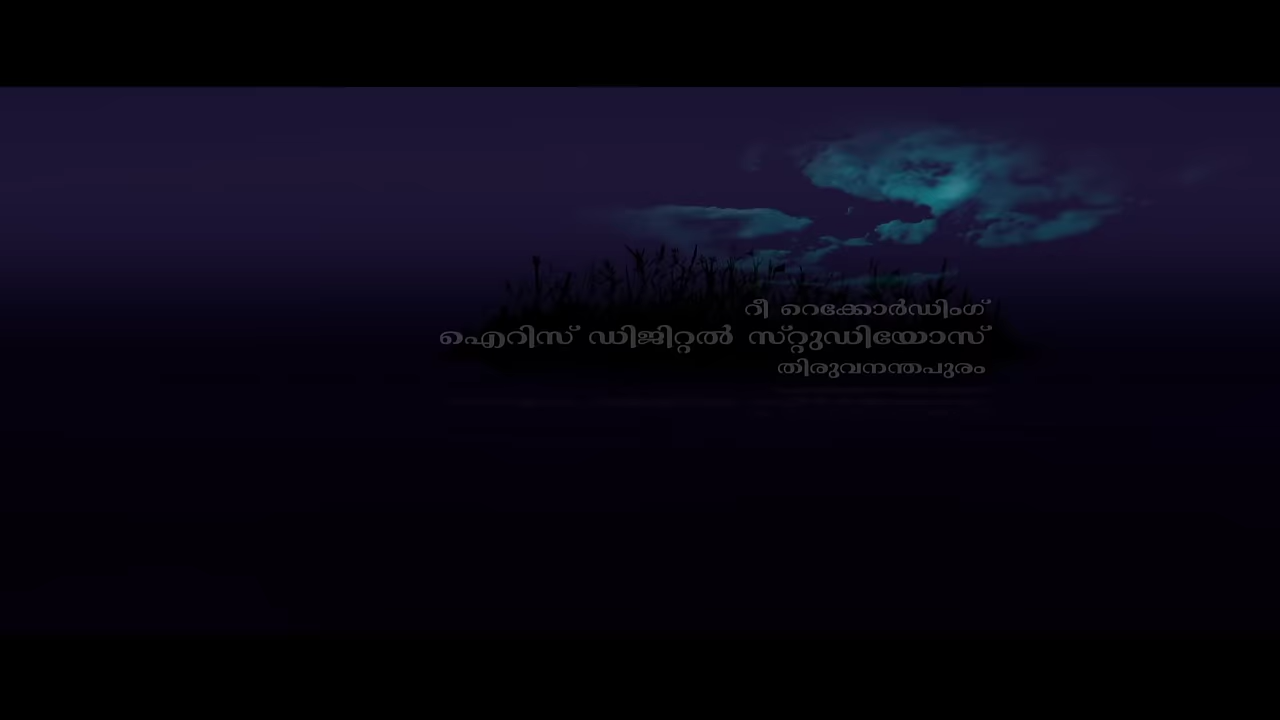 റീ റെക്കോർഡിംഗ്
ഐറിസ് ഡിജിറ്റൽ സ്റ്റുഡിയോസ്
തിരുവനന്തപുരം